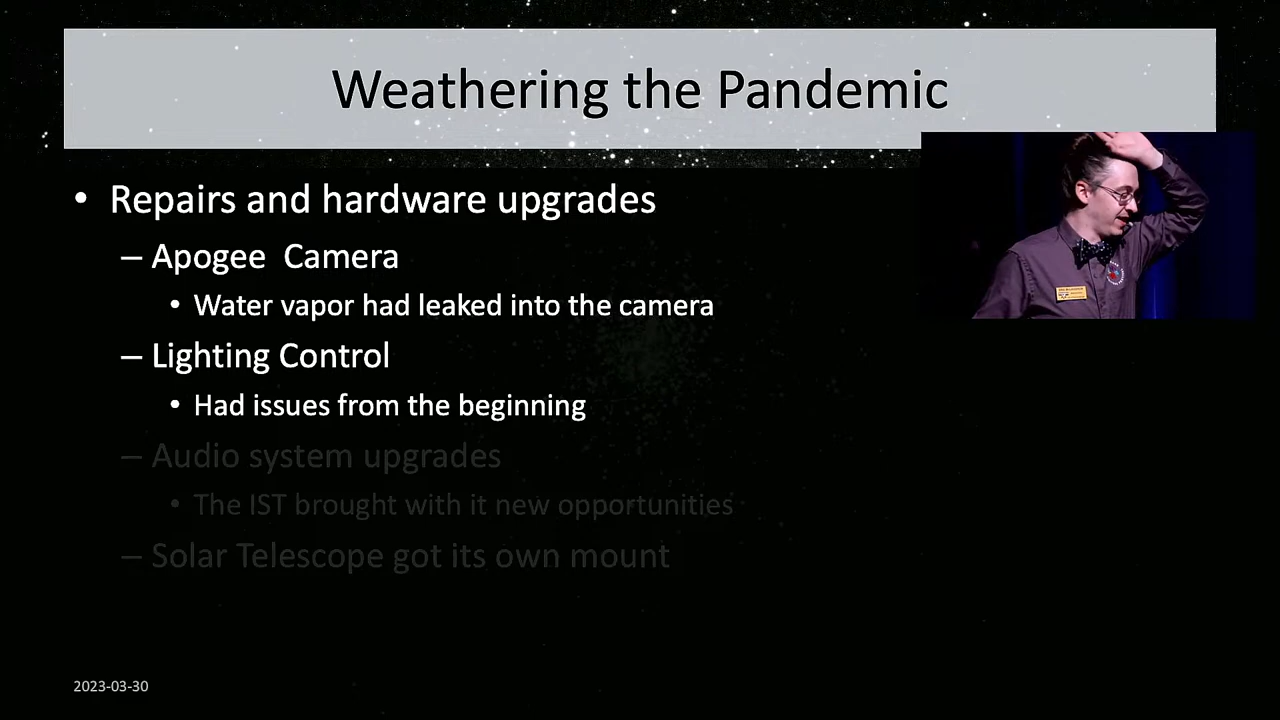 Weathering the Pandemic
• Repairs and hardware upgrades
– Apogee  Camera
• Water vapor had leaked into the camera
– Lighting Control
• Had issues from the beginning
– Audio system upgrades
• The IST brought with it new opportunities
– Solar Telescope got its own mount
2023-03-30